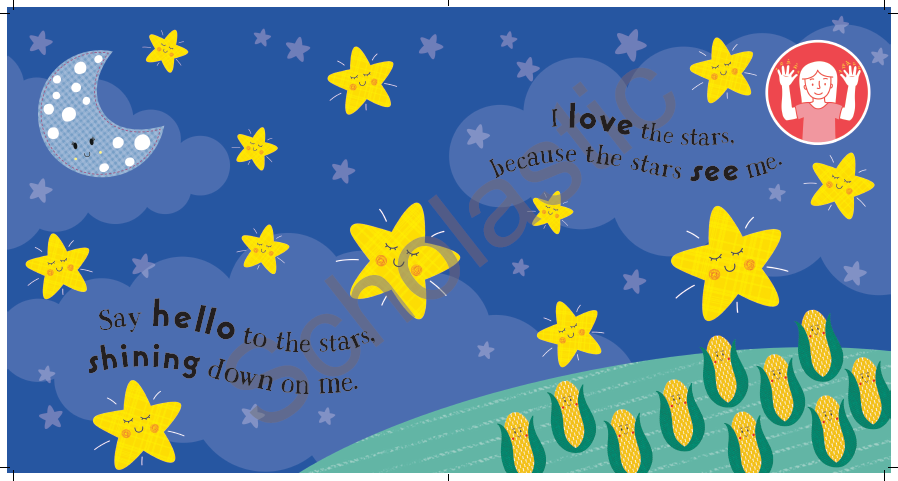 Say hello to the stars,
shining down on me.
I love the stars,
because the stars see me.
Scholastic